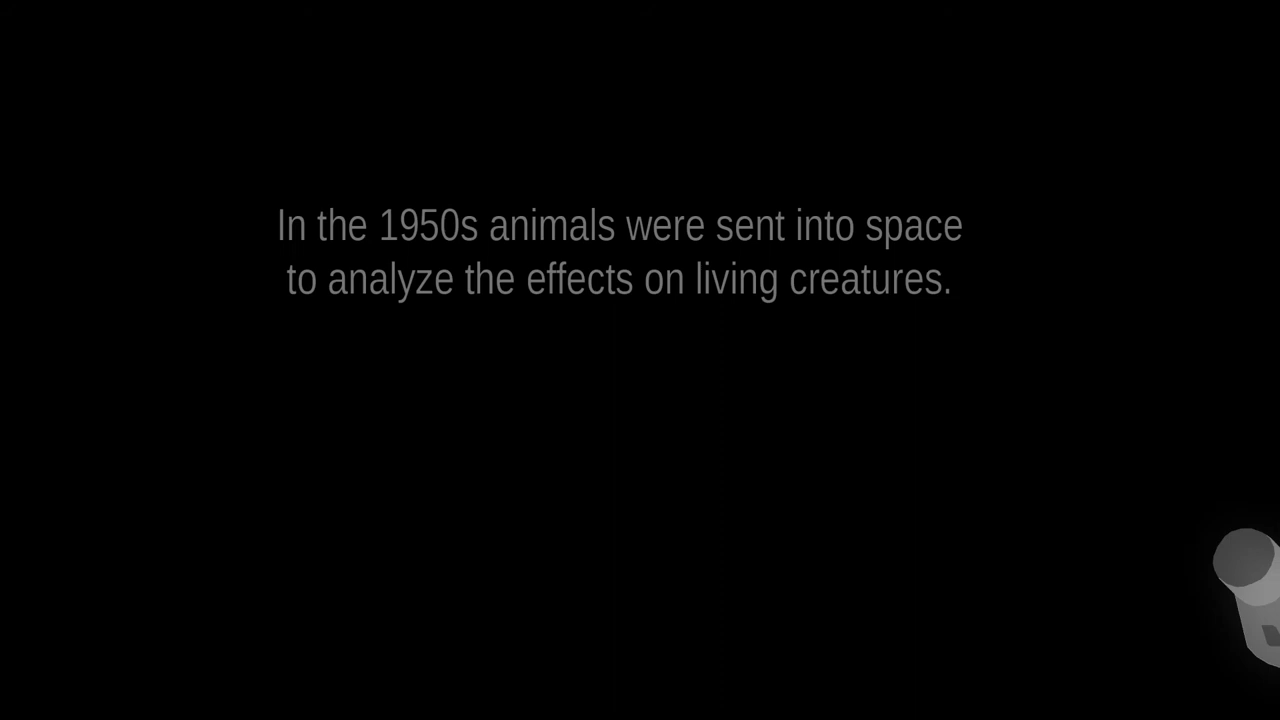 In the 1950s animals were sent into space
to analyze the effects on living creatures.